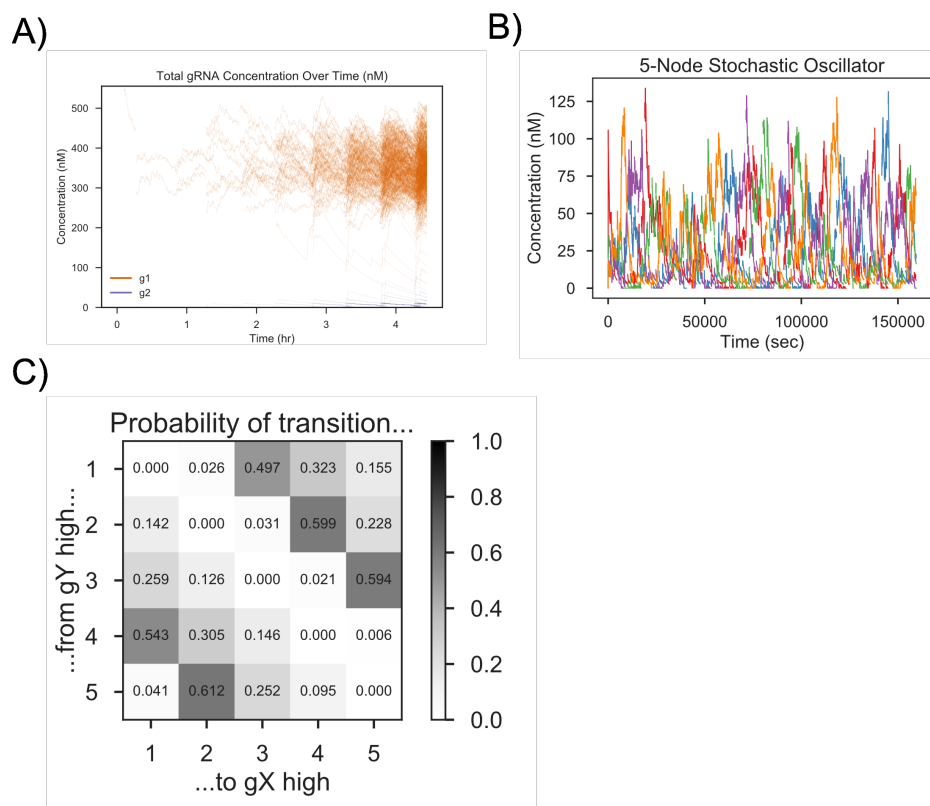 A)
Total gRNA Concentration Over Time (nM)
500
400
300
200
100
0
Concentration (nM)
g1
g2
0 1 2 3 4
Time (hr)
B)
5-Node Stochastic Oscillator
125
100
75
50
25
0
Concentration (nM)
0 50000 100000 150000
Time (sec)
C)
Probability of transition...
1 0.000 0.026 0.497 0.323 0.155
2 0.142 0.000 0.031 0.599 0.228
3 0.259 0.126 0.000 0.021 0.594
4 0.543 0.305 0.146 0.000 0.006
5 0.041 0.612 0.252 0.095 0.000
...from gY high...
1 2 3 4 5
...to gX high
1.0
0.8
0.6
0.4
0.2
0.0